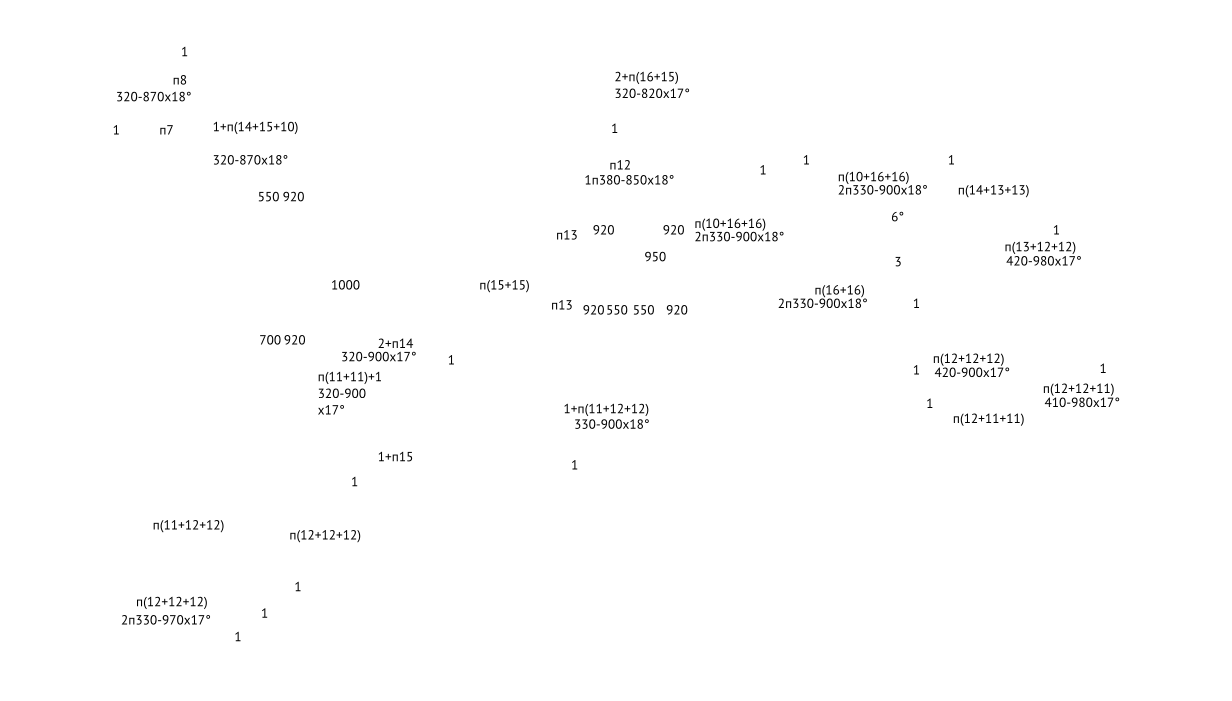 1
п8
320-870x18°
1 п7 1+п(14+15+10)
320-870x18°
550 920
2+п(16+15)
320-820x17°
1
п12
1п380-850x18°
1
1
1
п(10+16+16)
2п330-900x18°
п(14+13+13)
6°
п13 920 920
п(10+16+16)
2п330-900x18°
950
1
п(13+12+12)
420-980x17°
3
1000
п(15+15)
п13 920 550 550 920
п(16+16)
2п330-900x18°
1
700 920
2+п14
320-900x17°
1
п(11+11)+1
320-900
x17°
1
п(12+12+12)
420-900x17°
1
п(12+12+11)
410-980x17°
1
п(12+11+11)
1+п(11+12+12)
330-900x18°
1
1+п15
1
п(11+12+12)
п(12+12+12)
1
п(12+12+12)
2п330-970x17°
1
1